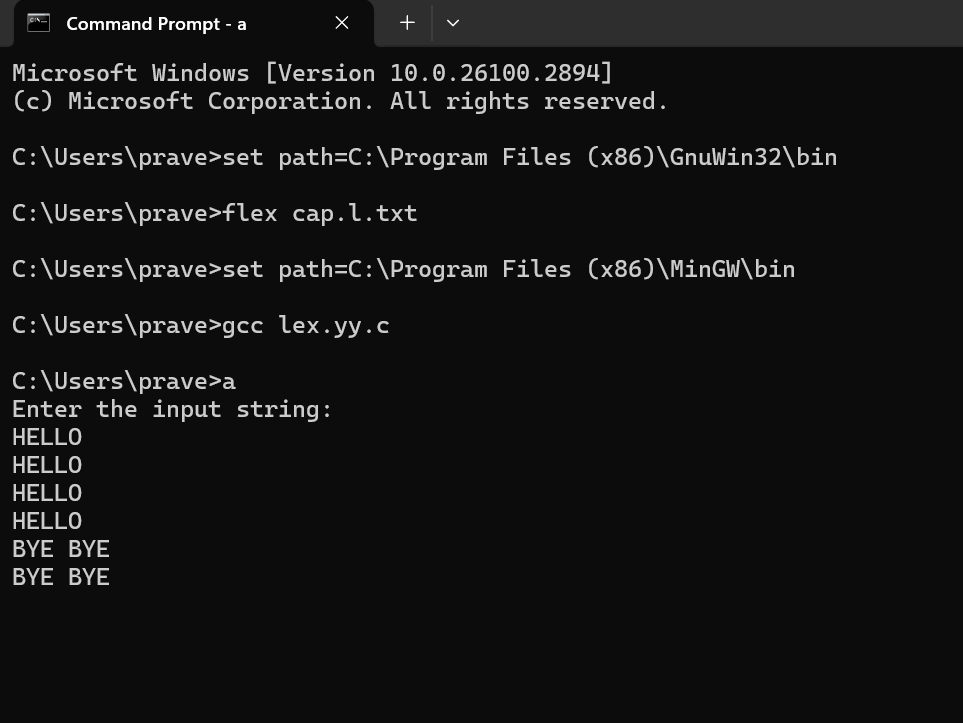 Command Prompt - a
Microsoft Windows [Version 10.0.26100.2894]
(c) Microsoft Corporation. All rights reserved.
C:\Users\prave>set path=C:\Program Files (x86)\GnuWin32\bin
C:\Users\prave>flex cap.l.txt
C:\Users\prave>set path=C:\Program Files (x86)\MinGW\bin
C:\Users\prave>gcc lex.yy.c
C:\Users\prave>a
Enter the input string:
HELLO
HELLO
HELLO
HELLO
BYE BYE
BYE BYE